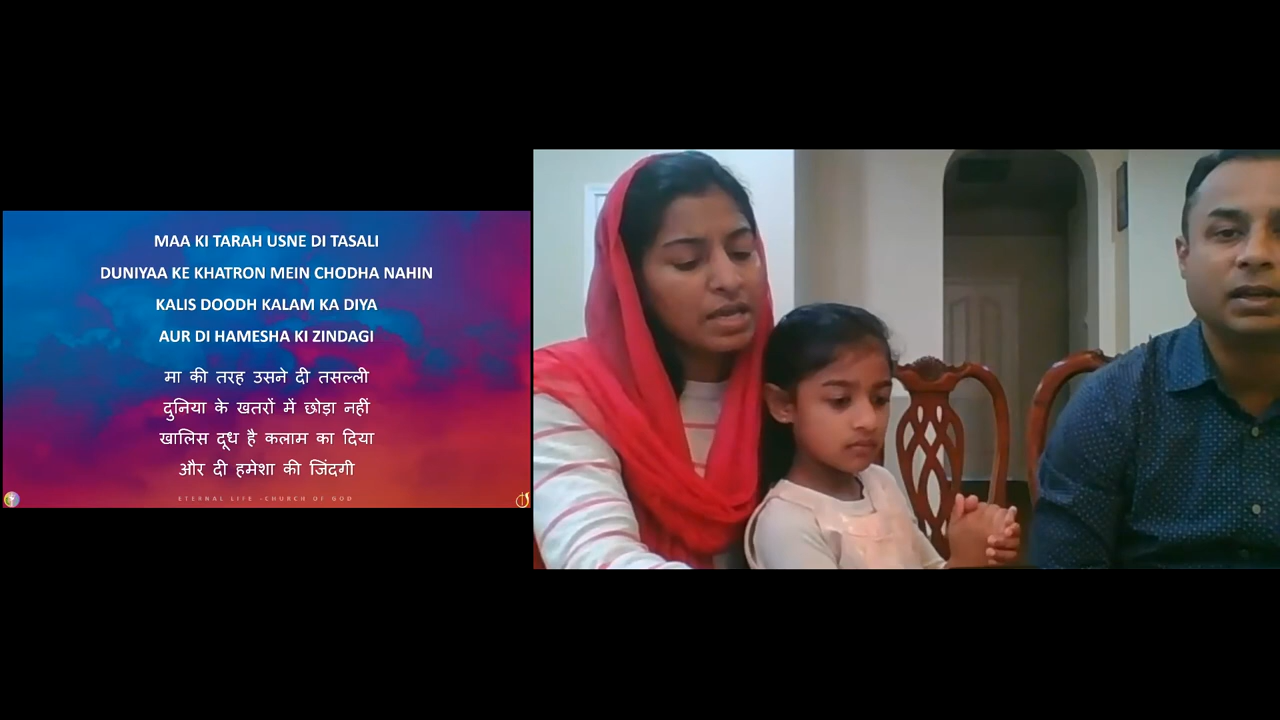 MAA KI TARAH USNE DI TASALI
DUNIYAA KE KHATRON MEIN CHODHA NAHIN
KALIS DOODH KALAM KA DIYA
AUR DI HAMESHA KI ZINDAGI
मा की तरह उसने दी तसल्ली
दुनिया के खतरों में छोड़ा नहीं
खालिस दूध है कलाम का दिया
और दी हमेशा की जिंदगी
ETERNAL LIFE -CHURCH OF GOD